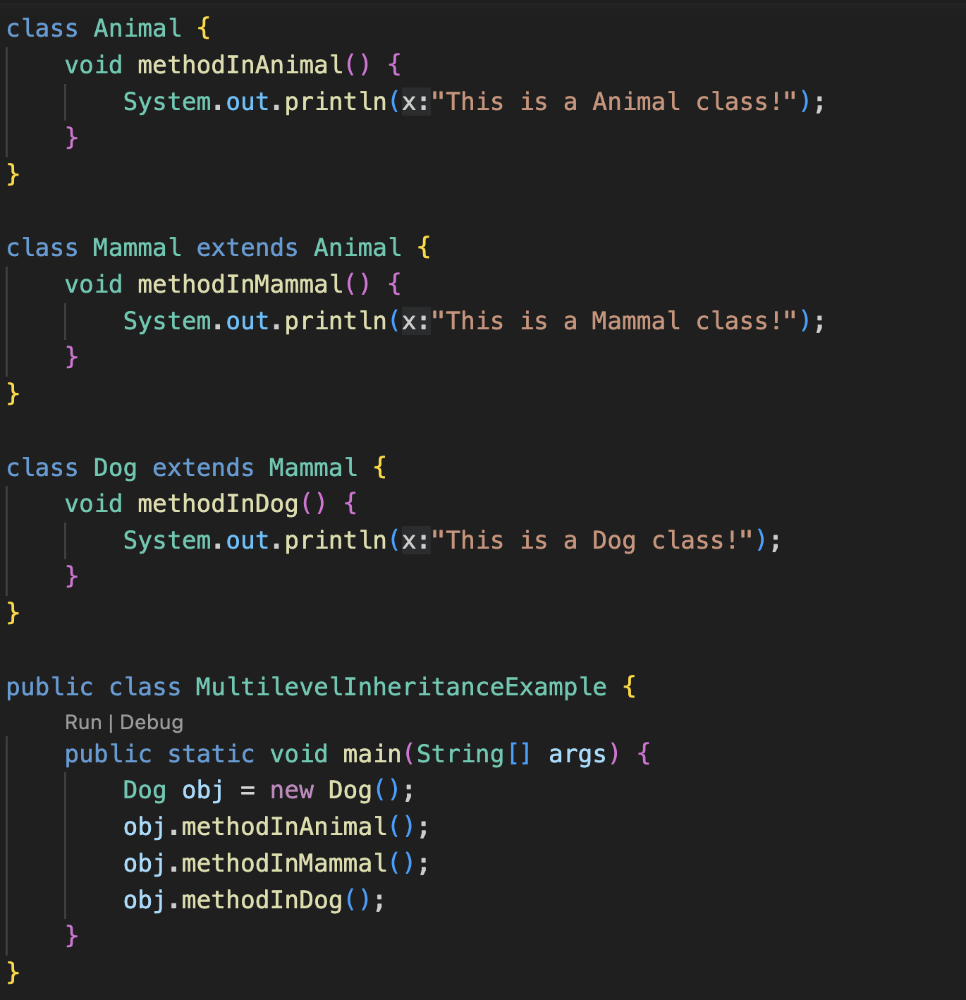 class Animal {
    void methodInAnimal() {
        System.out.println(x:"This is a Animal class!");
    }
}

class Mammal extends Animal {
    void methodInMammal() {
        System.out.println(x:"This is a Mammal class!");
    }
}

class Dog extends Mammal {
    void methodInDog() {
        System.out.println(x:"This is a Dog class!");
    }
}

public class MultilevelInheritanceExample {
    Run | Debug
    public static void main(String[] args) {
        Dog obj = new Dog();
        obj.methodInAnimal();
        obj.methodInMammal();
        obj.methodInDog();
    }
}